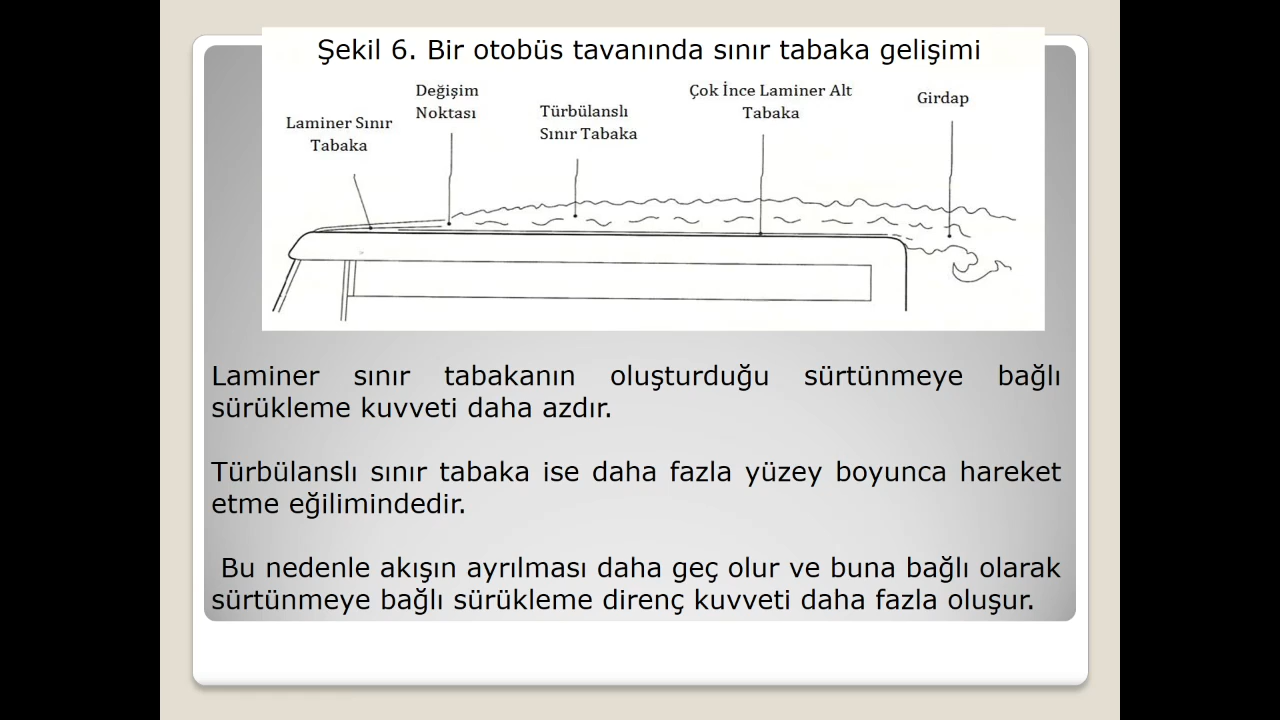 Şekil 6. Bir otobüs tavanında sınır tabaka gelişimi
Laminer Sınır
Tabaka
Değişim
Noktası
Türbülanslı
Sınır Tabaka
Çok İnce Laminer Alt
Tabaka
Girdap
Laminer sınır tabakanın oluşturduğu sürtünmeye bağlı
sürükleme kuvveti daha azdır.
Türbülanslı sınır tabaka ise daha fazla yüzey boyunca hareket
etme eğilimindedir.
Bu nedenle akışın ayrılması daha geç olur ve buna bağlı olarak
sürtünmeye bağlı sürükleme direnç kuvveti daha fazla oluşur.